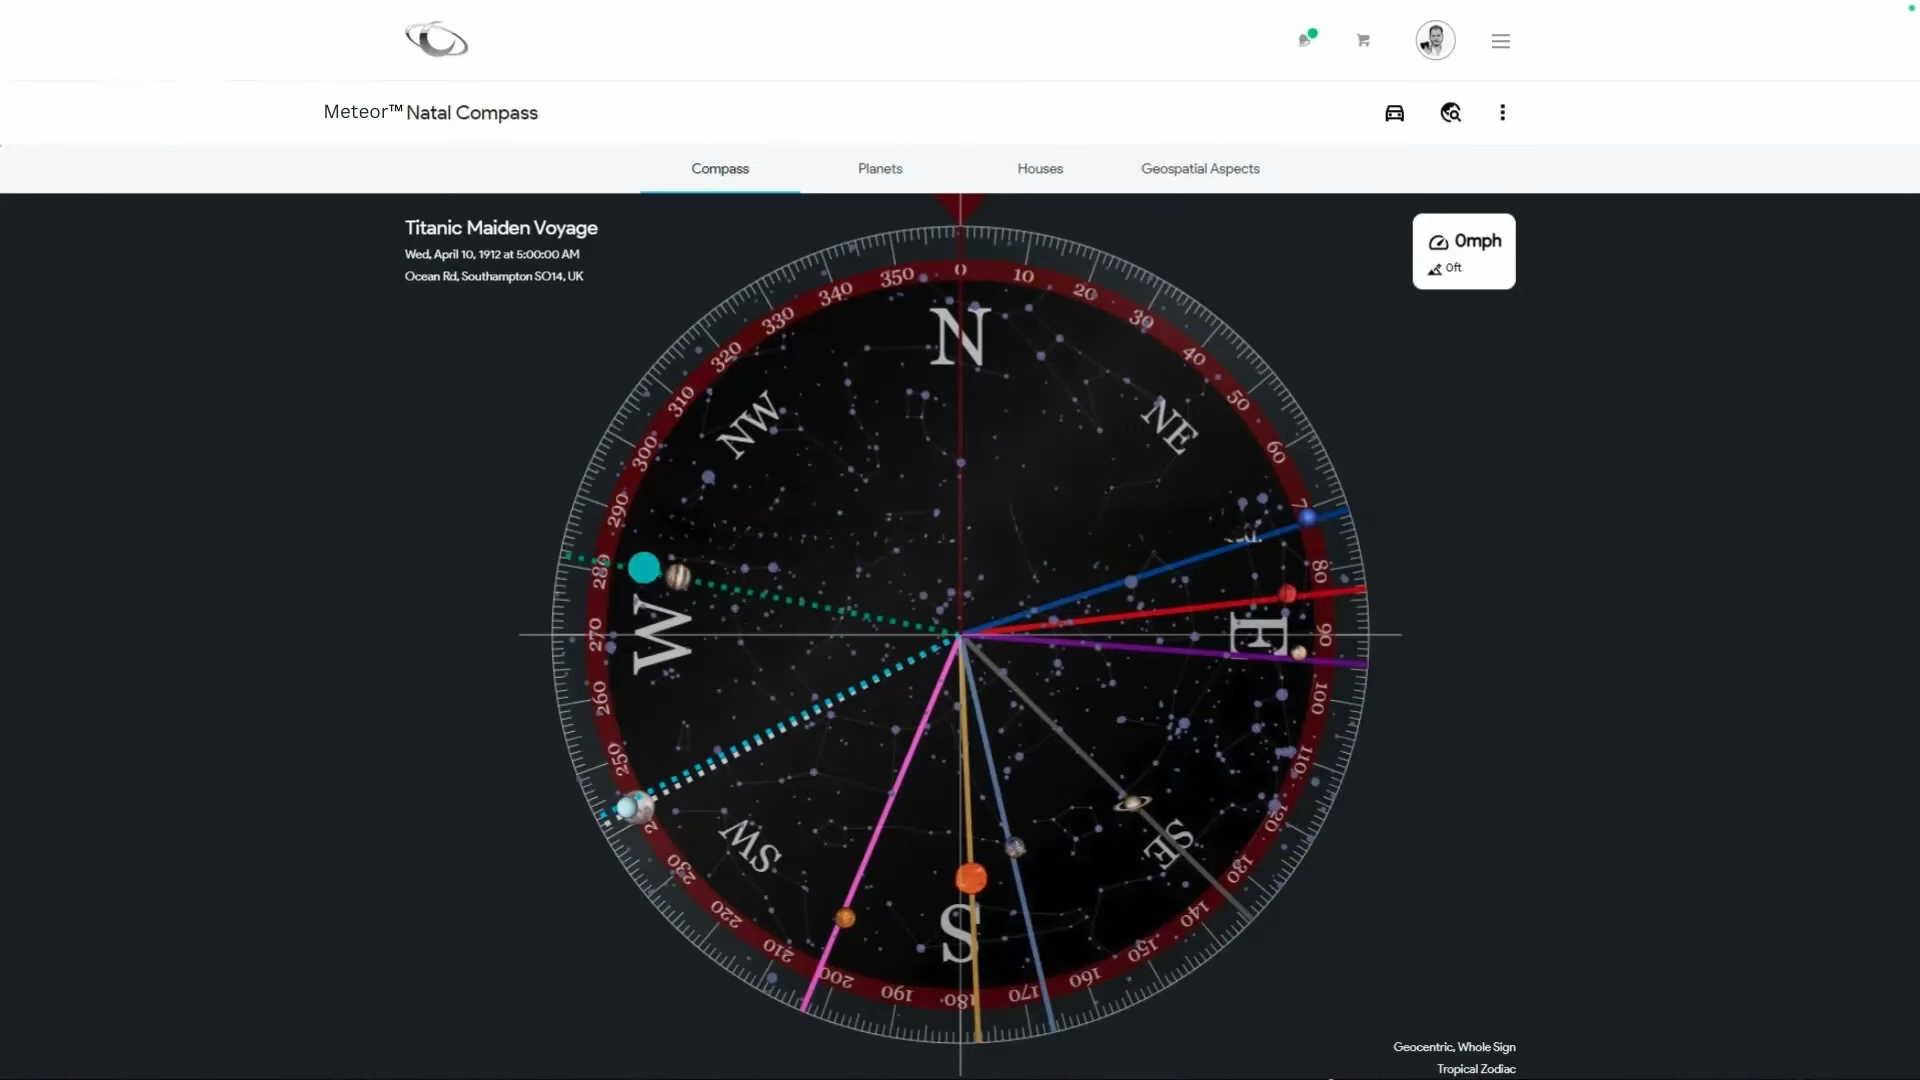 Meteor™ Natal Compass
Compass
Planets
Houses
Geospatial Aspects
Titanic Maiden Voyage
Wed, April 10, 1912 at 5:00:00 AM
Ocean Rd, Southampton SO14, UK
0mph
0ft
0
10
20
30
40
50
60
80
90
100
110
120
130
140
150
160
170
180
190
200
210
220
230
250
260
270
280
290
300
310
320
330
340
350
N
NE
E
SE
S
SW
W
NW
Geocentric, Whole Sign
Tropical Zodiac